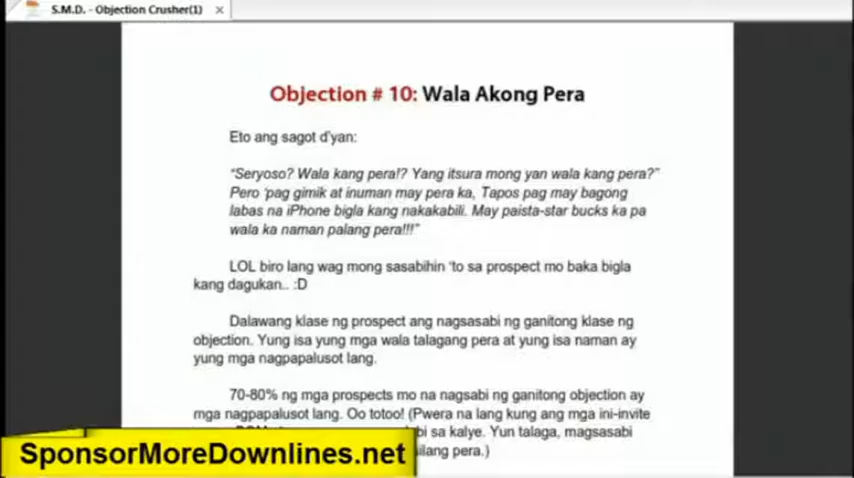 S.M.D. - Objection Crusher(1)
Objection # 10: Wala Akong Pera
Eto ang sagot d'yan:
“Seryoso? Wala kang pera!? Yang itsura mong yan wala kang pera?”
Pero ‘pag gimik at inuman may pera ka, Tapos pag may bagong
labas na iPhone bigla kang nakakabili. May paista-star bucks ka pa
wala ka naman palang pera!!!”
LOL biro lang wag mong sasabihin ‘to sa prospect mo baka bigla
kang dagukan.. :D
Dalawang klase ng prospect ang nagsasabi ng ganitong klase ng
objection. Yung isa yung mga wala talagang pera at yung isa naman ay
yung mga nagpapalusot lang.
70-80% ng mga prospects mo na nagsabi ng ganitong objection ay
mga nagpapalusot lang. Oo totoo! (Pwera na lang kung ang mga ini-invite
sa kalye. Yun talaga, magsasabi
pera.)
SponsorMoreDownlines.net